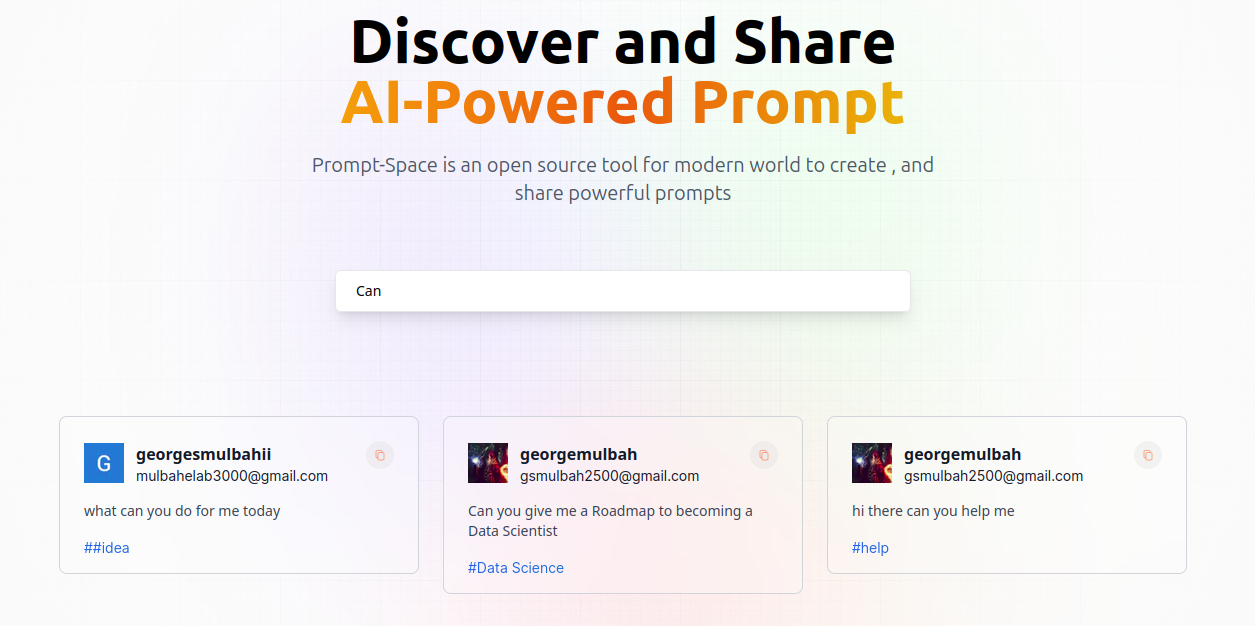 Discover and Share
AI-Powered Prompt
Prompt-Space is an open source tool for modern world to create , and
share powerful prompts
Can
G
georgesmulbahii
mulbahelab3000@gmail.com
what can you do for me today
##idea
georgemulbah
gsmulbah2500@gmail.com
Can you give me a Roadmap to becoming a
Data Scientist
#Data Science
georgemulbah
gsmulbah2500@gmail.com
hi there can you help me
#help